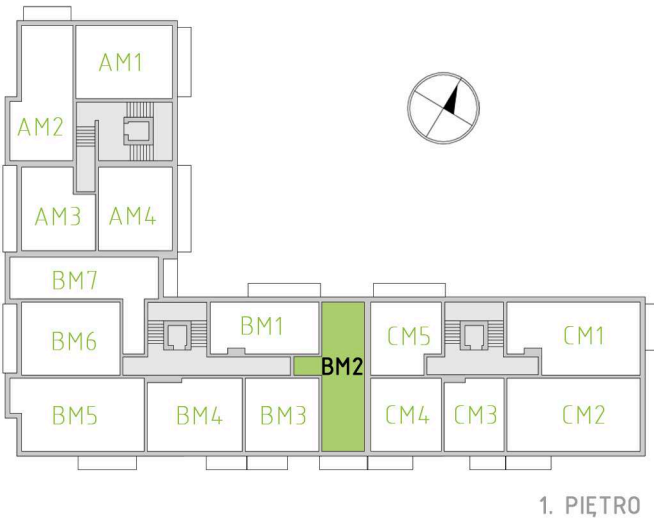 AM1
AM2
AM3
AM4
BM7
BM1
CM5
CM1
BM6
BM2
BM5
BM4
BM3
CM4
CM3
CM2
1. PIĘTRO